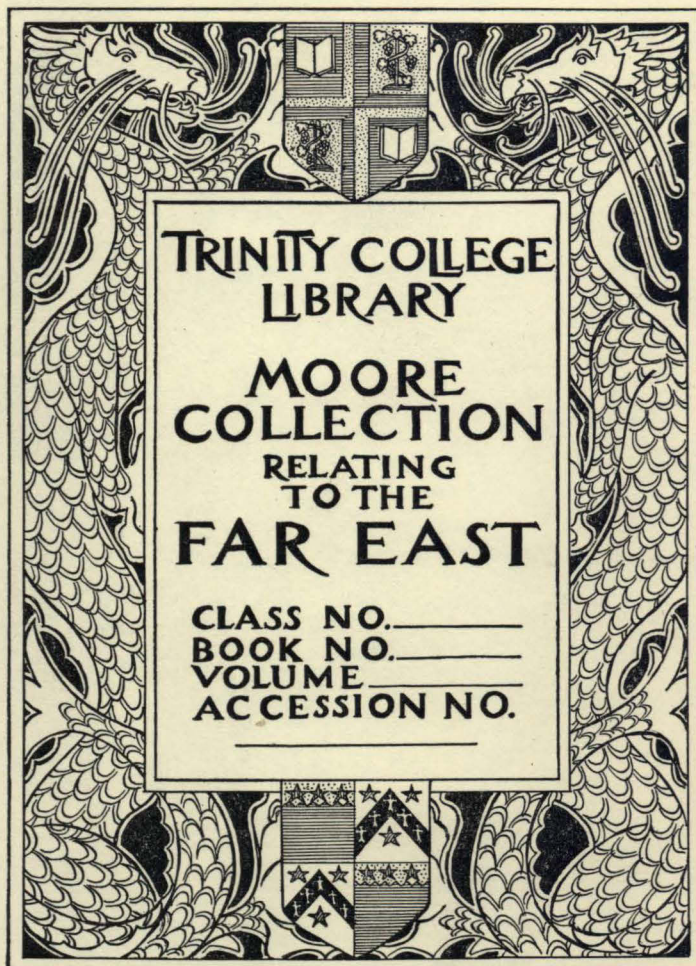 TRINITY COLLEGE
LIBRARY
MOORE
COLLECTION
RELATING
TO THE
FAR EAST
CLASS NO.
BOOK NO.
VOLUME
ACCESSION NO.